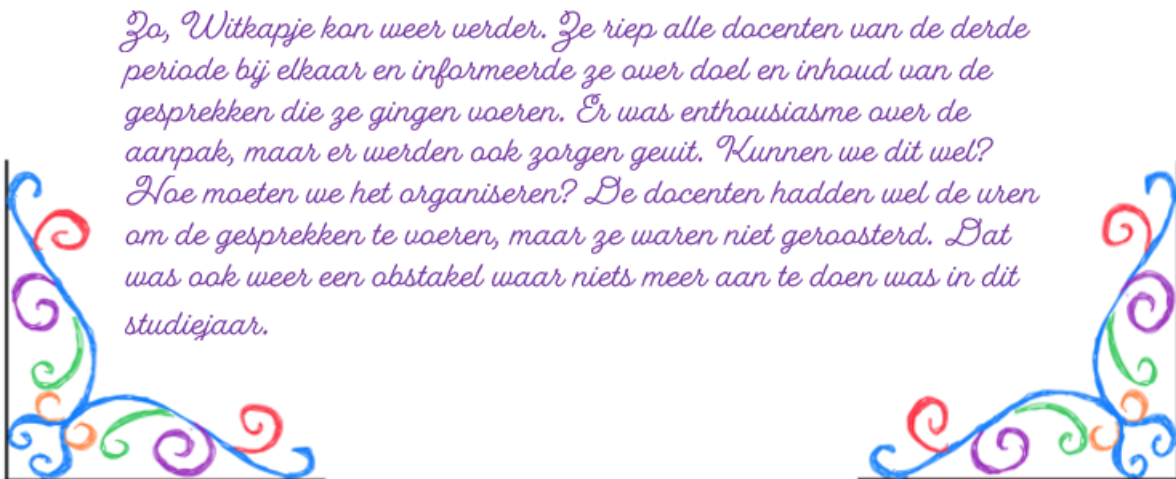 Zo, Witkapje kon weer verder. Ze riep alle docenten van de derde
periode bij elkaar en informeerde ze over doel en inhoud van de
gesprekken die ze gingen voeren. Er was enthousiasme over de
aanpak, maar er werden ook zorgen geuit. Kunnen we dit wel?
Hoe moeten we het organiseren? De docenten hadden wel de uren
om de gesprekken te voeren, maar ze waren niet geroosterd. Dat
was ook weer een obstakel waar niets meer aan te doen was in dit
studiejaar.